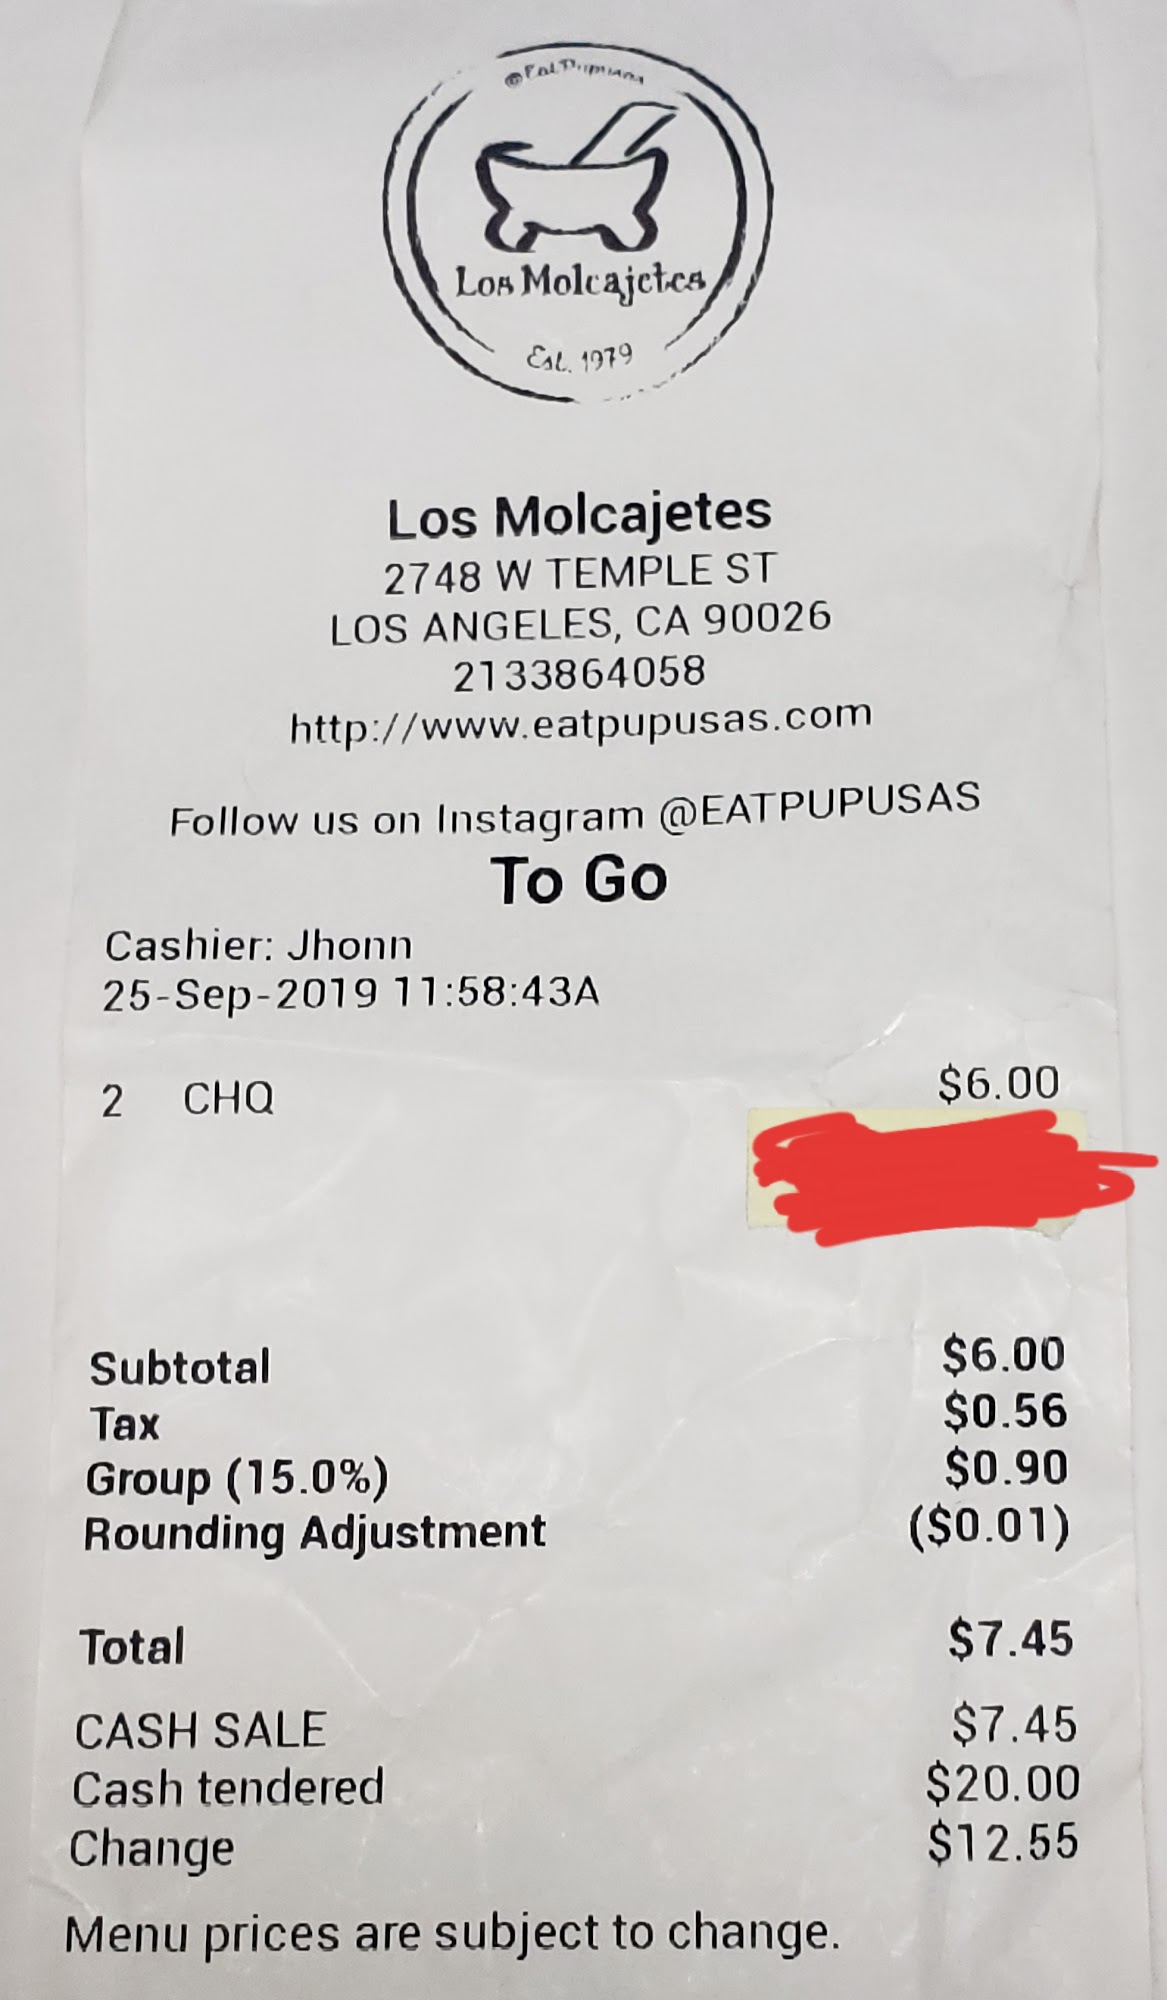 @EatPupusas
Los Molcajetes
Est. 1979
Los Molcajetes
2748 W TEMPLE ST
LOS ANGELES, CA 90026
2133864058
http://www.eatpupusas.com
Follow us on Instagram @EATPUPUSAS
To Go
Cashier: Jhonn
25-Sep-2019 11:58:43A
2 CHQ $6.00
Subtotal $6.00
Tax $0.56
Group (15.0%) $0.90
Rounding Adjustment ($0.01)
Total $7.45
CASH SALE $7.45
Cash tendered $20.00
Change $12.55
Menu prices are subject to change.